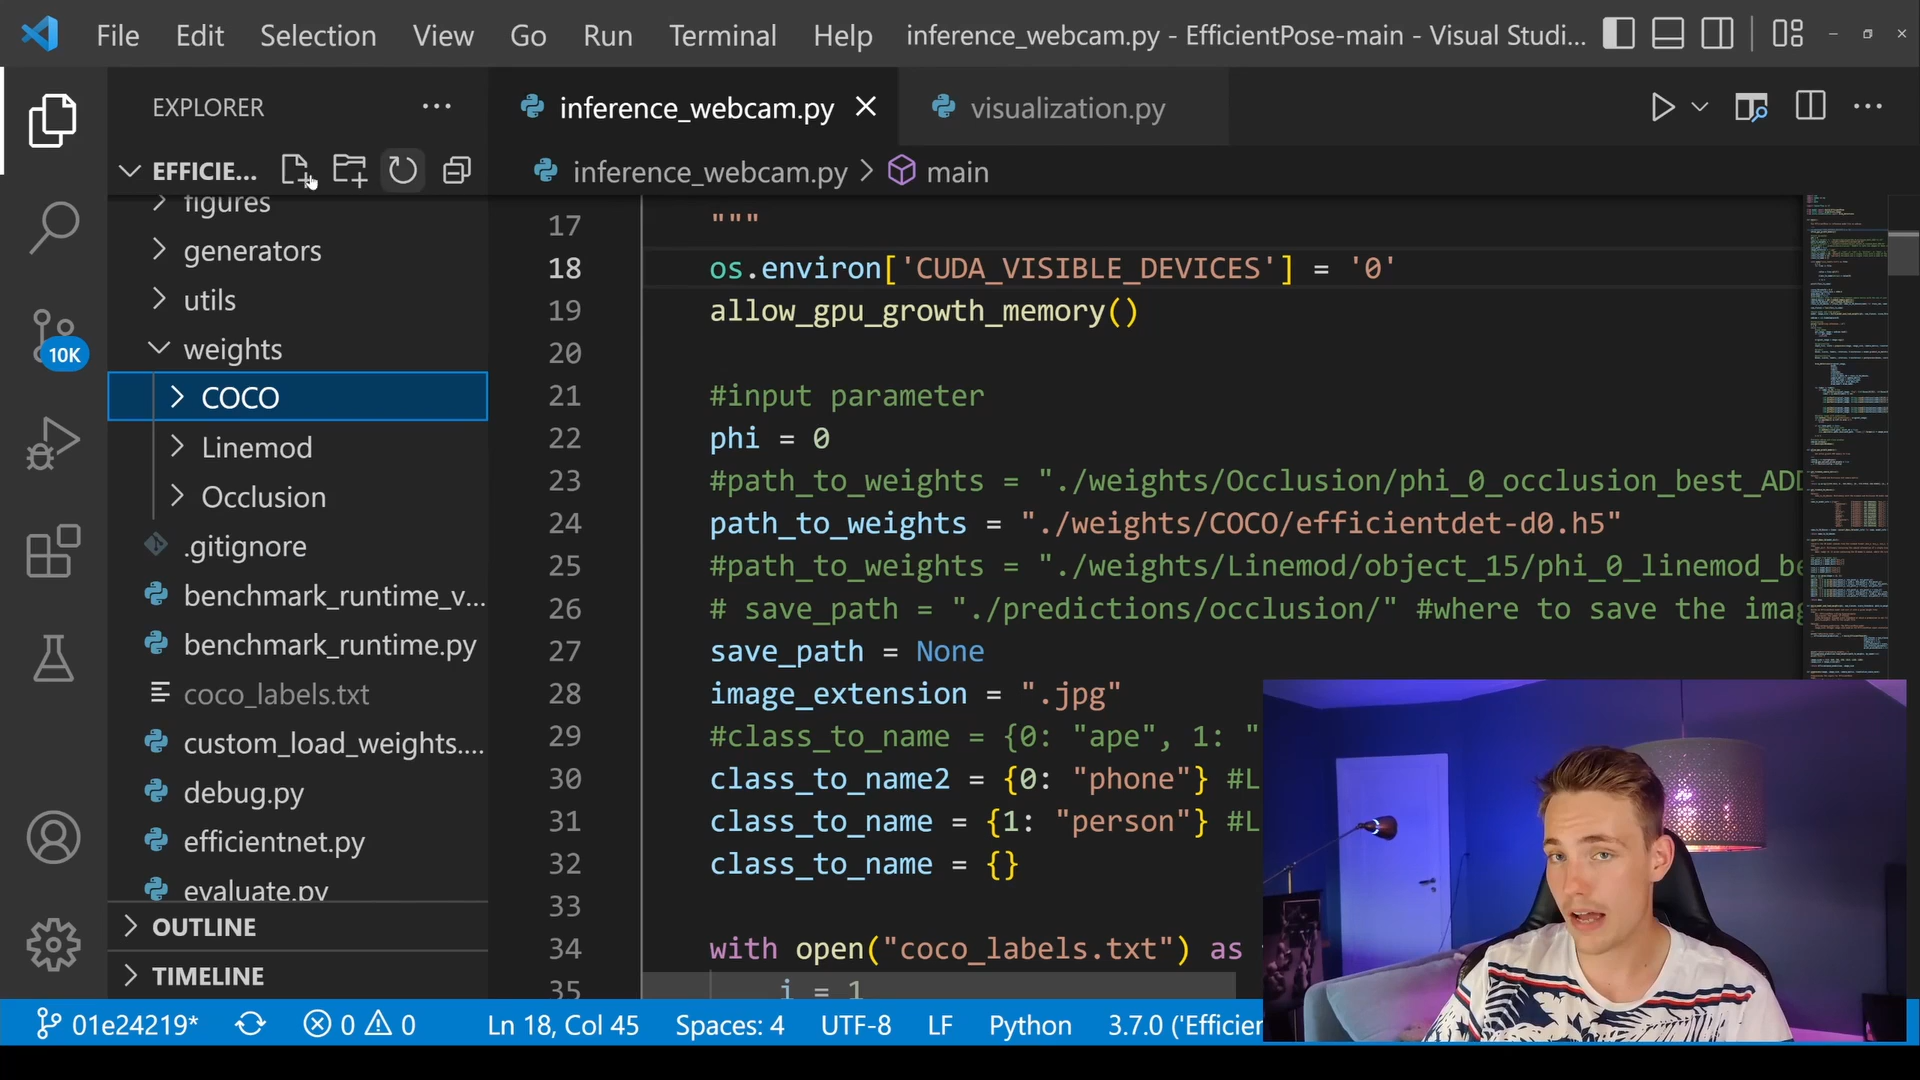 File Edit Selection View Go Run Terminal Help inference_webcam.py - EfficientPose-main - Visual Studi...
EXPLORER
inference_webcam.py
visualization.py
EFFICIE...
inference_webcam.py > main
figures
generators
utils
weights
COCO
Linemod
Occlusion
.gitignore
benchmark_runtime_v...
benchmark_runtime.py
coco_labels.txt
custom_load_weights....
debug.py
efficientnet.py
evaluate.py
OUTLINE
TIMELINE
10K
17 """
18 os.environ['CUDA_VISIBLE_DEVICES'] = '0'
19 allow_gpu_growth_memory()
20
21 #input parameter
22 phi = 0
23 #path_to_weights = "./weights/Occlusion/phi_0_occlusion_best_ADD
24 path_to_weights = "./weights/COCO/efficientdet-d0.h5"
25 #path_to_weights = "./weights/Linemod/object_15/phi_0_linemod_be
26 # save_path = "./predictions/occlusion/" #where to save the imag
27 save_path = None
28 image_extension = ".jpg"
29 #class_to_name = {0: "ape", 1: "
30 class_to_name2 = {0: "phone"} #L
31 class_to_name = {1: "person"} #L
32 class_to_name = {}
33
34 with open("coco_labels.txt") as
35 i = 1
01e24219* 0 0 Ln 18, Col 45 Spaces: 4 UTF-8 LF Python 3.7.0 ('Efficier